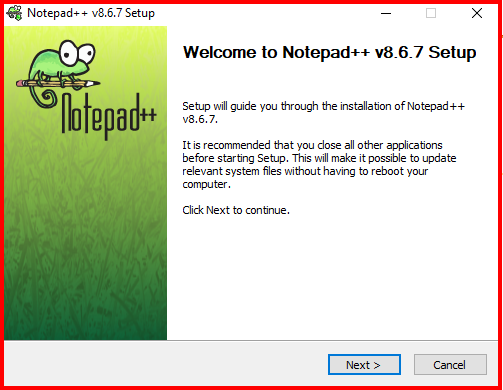 Notepad++ v8.6.7 Setup
Notepad++
Welcome to Notepad++ v8.6.7 Setup
Setup will guide you through the installation of Notepad++
v8.6.7.
It is recommended that you close all other applications
before starting Setup. This will make it possible to update
relevant system files without having to reboot your
computer.
Click Next to continue.
Next >
Cancel